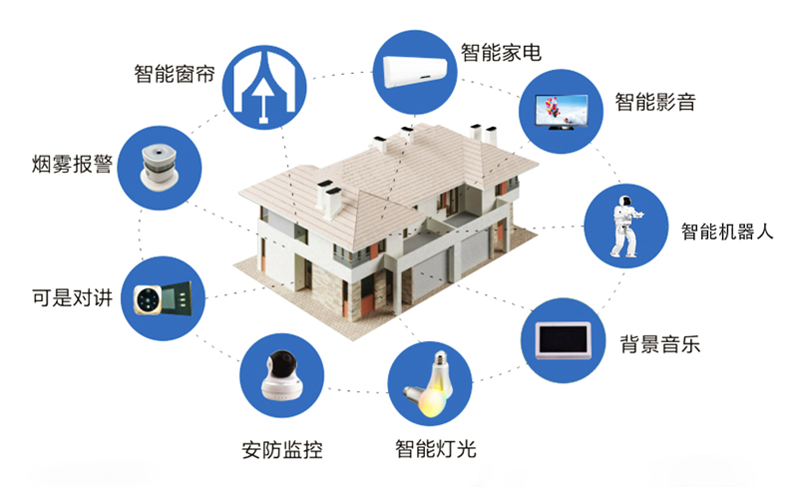 智能家电
智能窗帘
智能影音
烟雾报警
智能机器人
可是对讲
背景音乐
安防监控
智能灯光